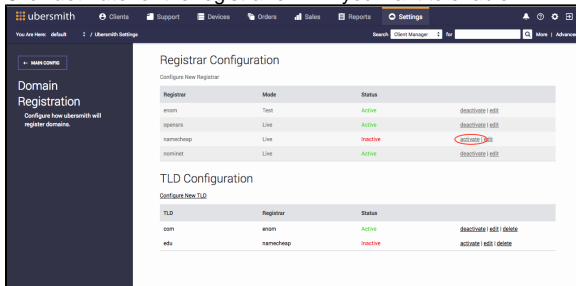 ubersmith Clients Support Devices Orders Sales Reports Settings
You Are Here: default / Ubersmith Settings Search Client Manager for More | Advanced
← MAIN CONFIG
Domain Registration
Configure how ubersmith will register domains.
Registrar Configuration
Configure New Registrar
Registrar Mode Status
enom Test Active deactivate | edit
opensrs Live Active deactivate | edit
namecheap Live Inactive activate | edit
nominet Live Active deactivate | edit
TLD Configuration
Configure New TLD
TLD Registrar Status
com enom Active deactivate | edit | delete
edu namecheap Inactive activate | edit | delete